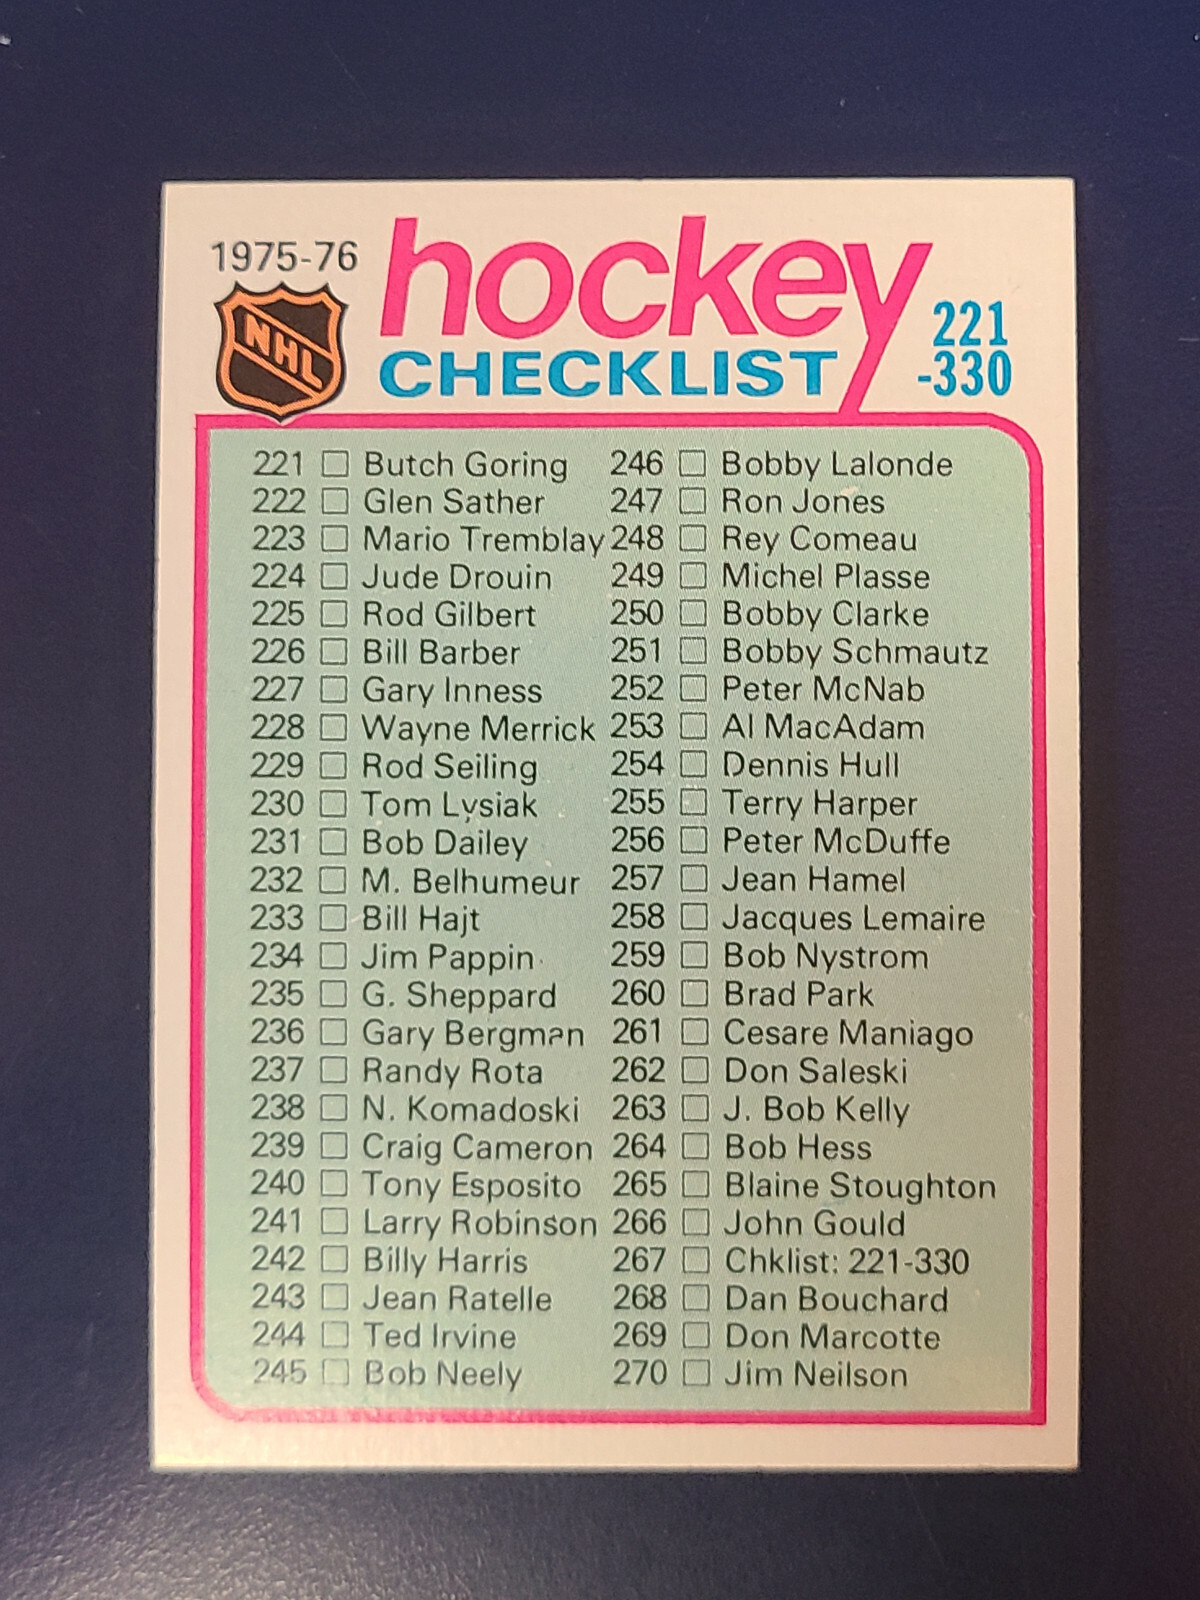 1975-76
NHL
hockey
CHECKLIST
221
-330
221 Butch Goring
222 Glen Sather
223 Mario Tremblay
224 Jude Drouin
225 Rod Gilbert
226 Bill Barber
227 Gary Inness
228 Wayne Merrick
229 Rod Seiling
230 Tom Lysiak
231 Bob Dailey
232 M. Belhumeur
233 Bill Hajt
234 Jim Pappin
235 G. Sheppard
236 Gary Bergman
237 Randy Rota
238 N. Komadoski
239 Craig Cameron
240 Tony Esposito
241 Larry Robinson
242 Billy Harris
243 Jean Ratelle
244 Ted Irvine
245 Bob Neely
246 Bobby Lalonde
247 Ron Jones
248 Rey Comeau
249 Michel Plasse
250 Bobby Clarke
251 Bobby Schmautz
252 Peter McNab
253 Al MacAdam
254 Dennis Hull
255 Terry Harper
256 Peter McDuffe
257 Jean Hamel
258 Jacques Lemaire
259 Bob Nystrom
260 Brad Park
261 Cesare Maniago
262 Don Saleski
263 J. Bob Kelly
264 Bob Hess
265 Blaine Stoughton
266 John Gould
267 Chklist: 221-330
268 Dan Bouchard
269 Don Marcotte
270 Jim Neilson